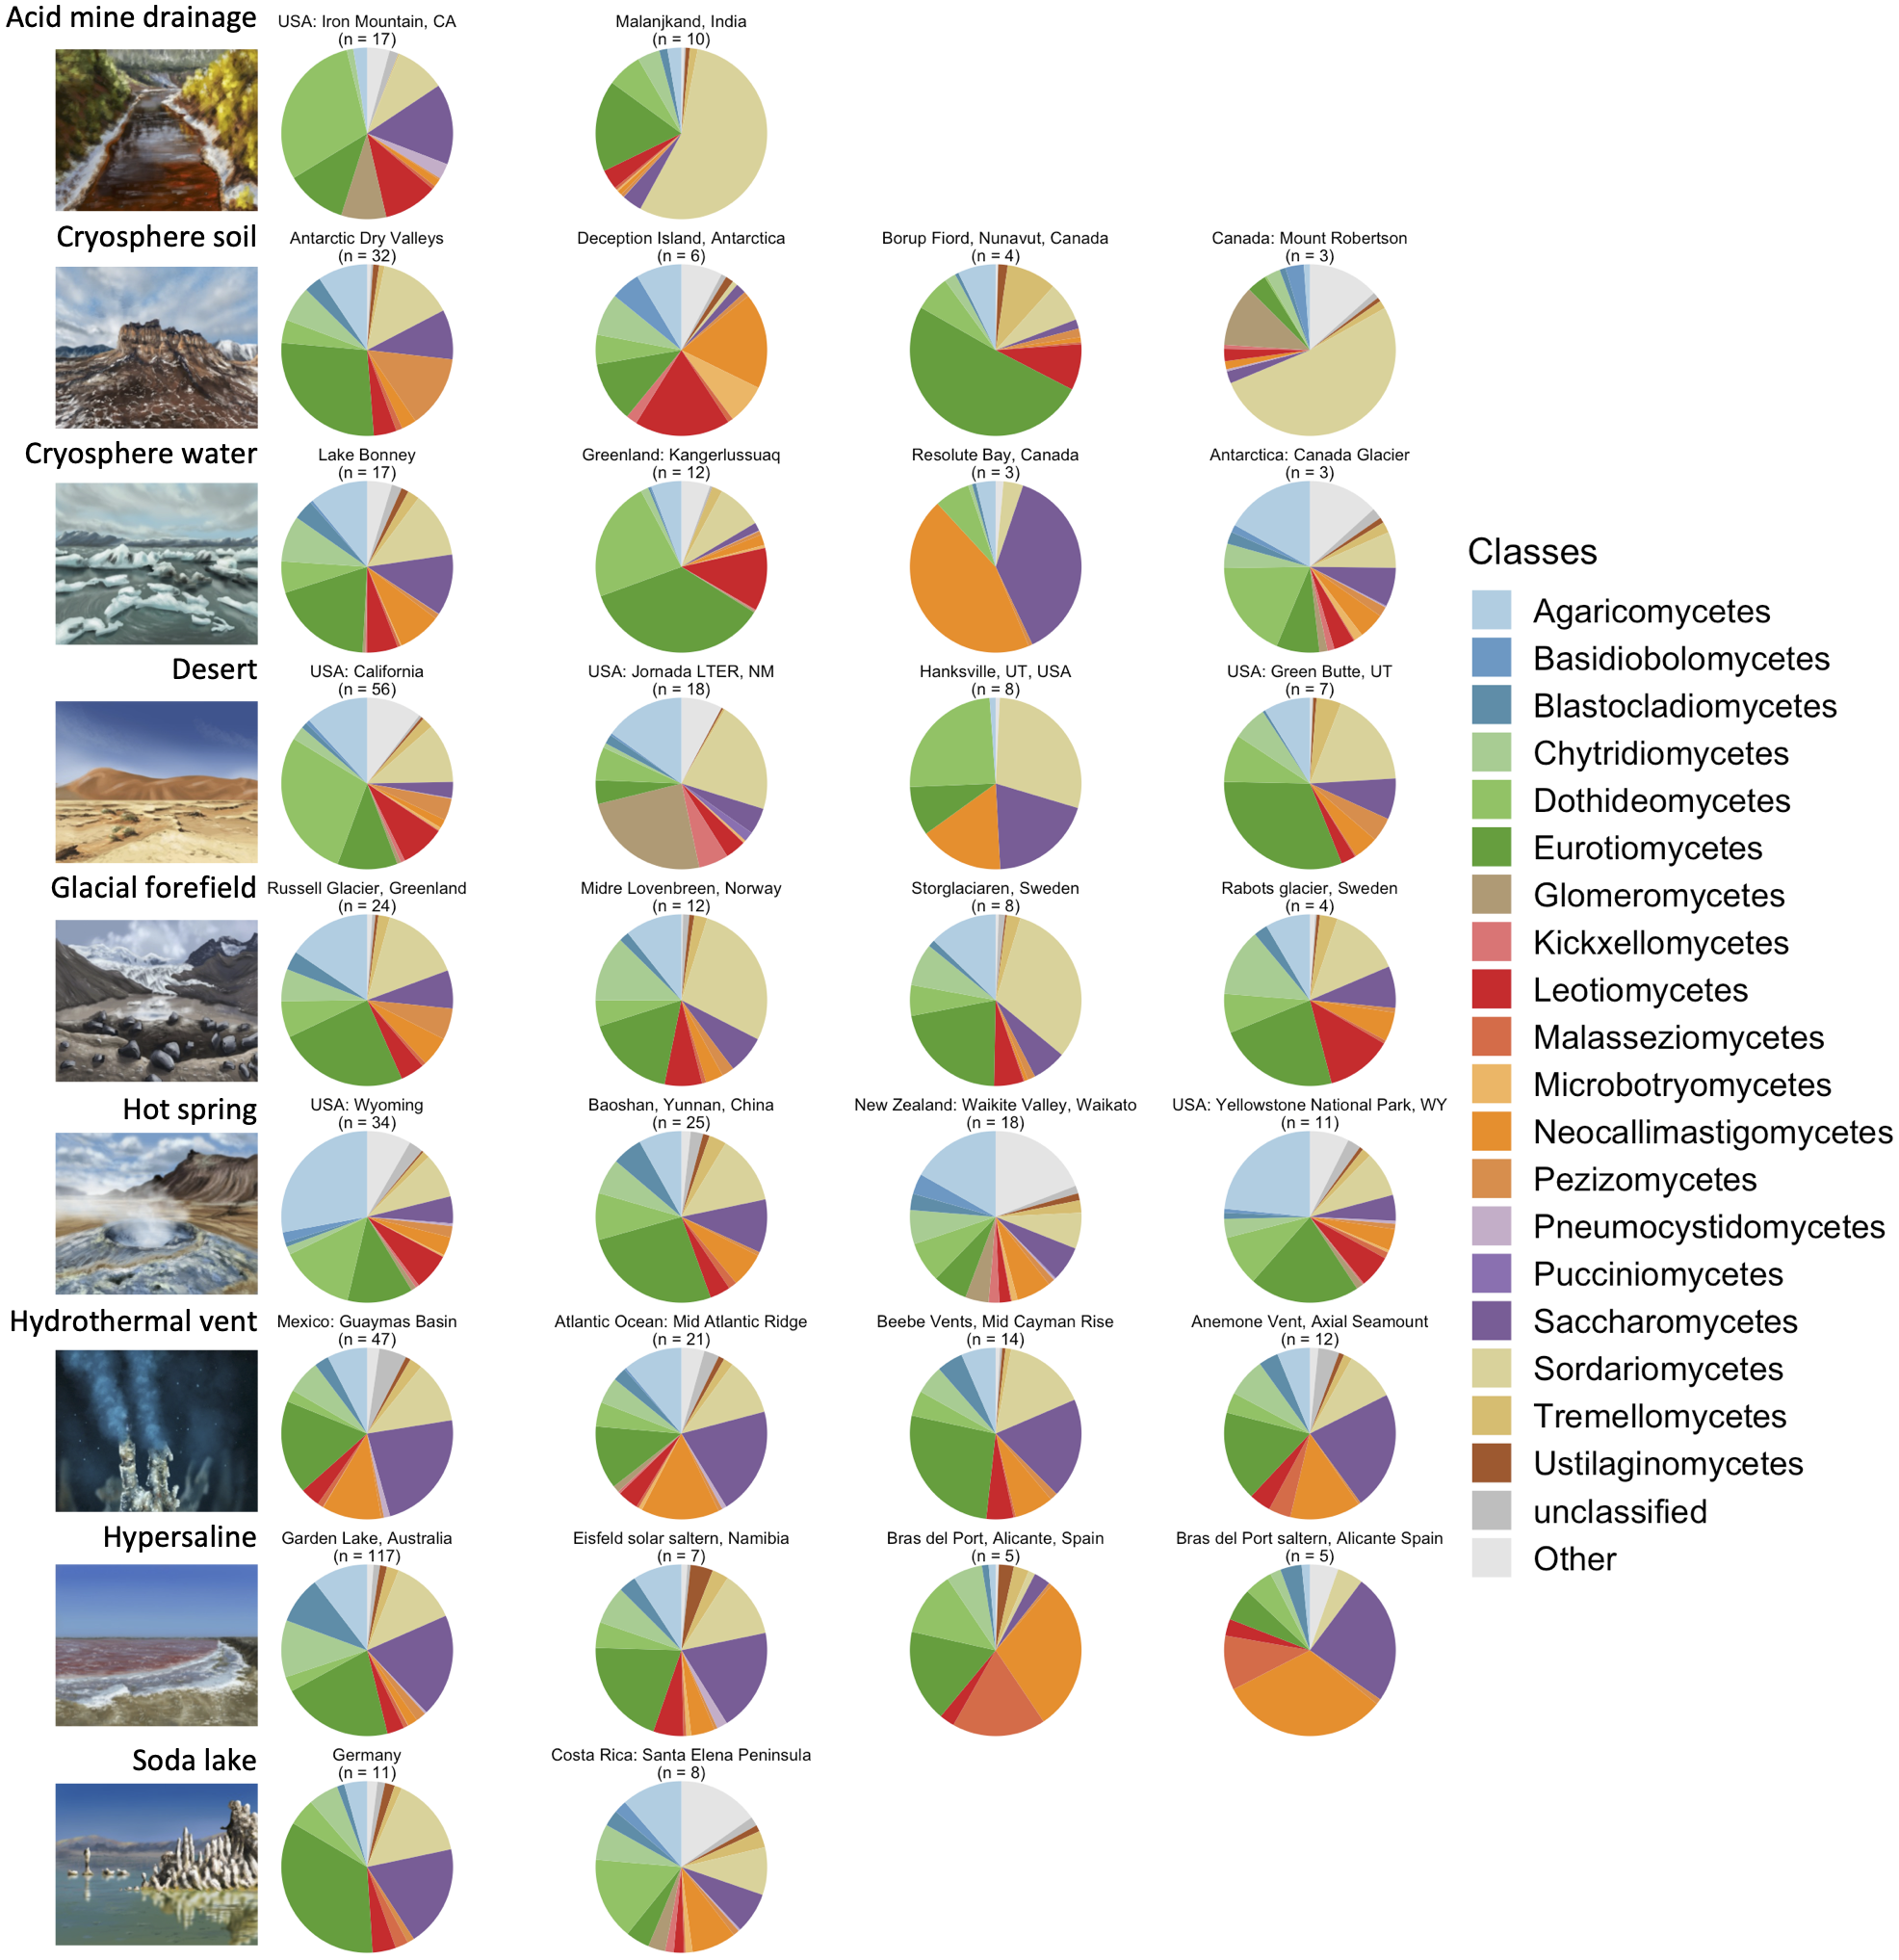 Acid mine drainage
USA: Iron Mountain, CA
(n = 17)
Malanjkand, India
(n = 10)
Cryosphere soil
Antarctic Dry Valleys
(n = 32)
Deception Island, Antarctica
(n = 6)
Borup Fiord, Nunavut, Canada
(n = 4)
Canada: Mount Robertson
(n = 3)
Cryosphere water
Lake Bonney
(n = 17)
Greenland: Kangerlussuaq
(n = 12)
Resolute Bay, Canada
(n = 3)
Antarctica: Canada Glacier
(n = 3)
Desert
USA: California
(n = 56)
USA: Jornada LTER, NM
(n = 18)
Hanksville, UT, USA
(n = 8)
USA: Green Butte, UT
(n = 7)
Glacial forefield
Russell Glacier, Greenland
(n = 24)
Midre Lovenbreen, Norway
(n = 12)
Storglaciaren, Sweden
(n = 8)
Rabots glacier, Sweden
(n = 4)
Hot spring
USA: Wyoming
(n = 34)
Baoshan, Yunnan, China
(n = 25)
New Zealand: Waikite Valley, Waikato
(n = 18)
USA: Yellowstone National Park, WY
(n = 11)
Hydrothermal vent
Mexico: Guaymas Basin
(n = 47)
Atlantic Ocean: Mid Atlantic Ridge
(n = 21)
Beebe Vents, Mid Cayman Rise
(n = 14)
Anemone Vent, Axial Seamount
(n = 12)
Hypersaline
Garden Lake, Australia
(n = 117)
Eisfeld solar saltern, Namibia
(n = 7)
Bras del Port, Alicante, Spain
(n = 5)
Bras del Port saltern, Alicante Spain
(n = 5)
Soda lake
Germany
(n = 11)
Costa Rica: Santa Elena Peninsula
(n = 8)
Classes
Agaricomycetes
Basidiobolomycetes
Blastocladiomycetes
Chytridiomycetes
Dothideomycetes
Eurotiomycetes
Glomeromycetes
Kickxellomycetes
Leotiomycetes
Malasseziomycetes
Microbotryomycetes
Neocallimastigomycetes
Pezizomycetes
Pneumocystidomycetes
Pucciniomycetes
Saccharomycetes
Sordariomycetes
Tremellomycetes
Ustilaginomycetes
unclassified
Other